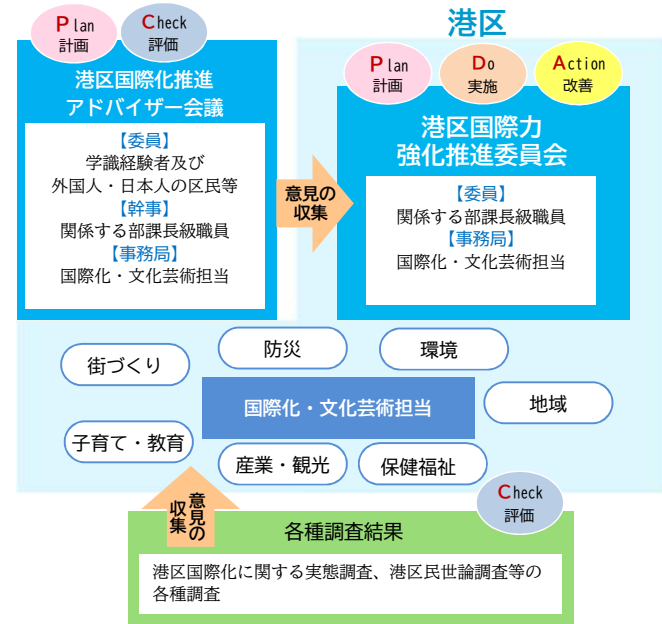 港区
Plan
計画
Check
評価
港区国際化推進
アドバイザー会議
【委員】
学識経験者及び
外国人・日本人の区民等
【幹事】
関係する部課長級職員
【事務局】
国際化・文化芸術担当
意見の
収集
Plan
計画
Do
実施
Action
改善
港区国際力
強化推進委員会
【委員】
関係する部課長級職員
【事務局】
国際化・文化芸術担当
街づくり
防災
環境
国際化・文化芸術担当
地域
子育て・教育
産業・観光
保健福祉
意見の
収集
Check
評価
各種調査結果
港区国際化に関する実態調査、港区民世論調査等の
各種調査